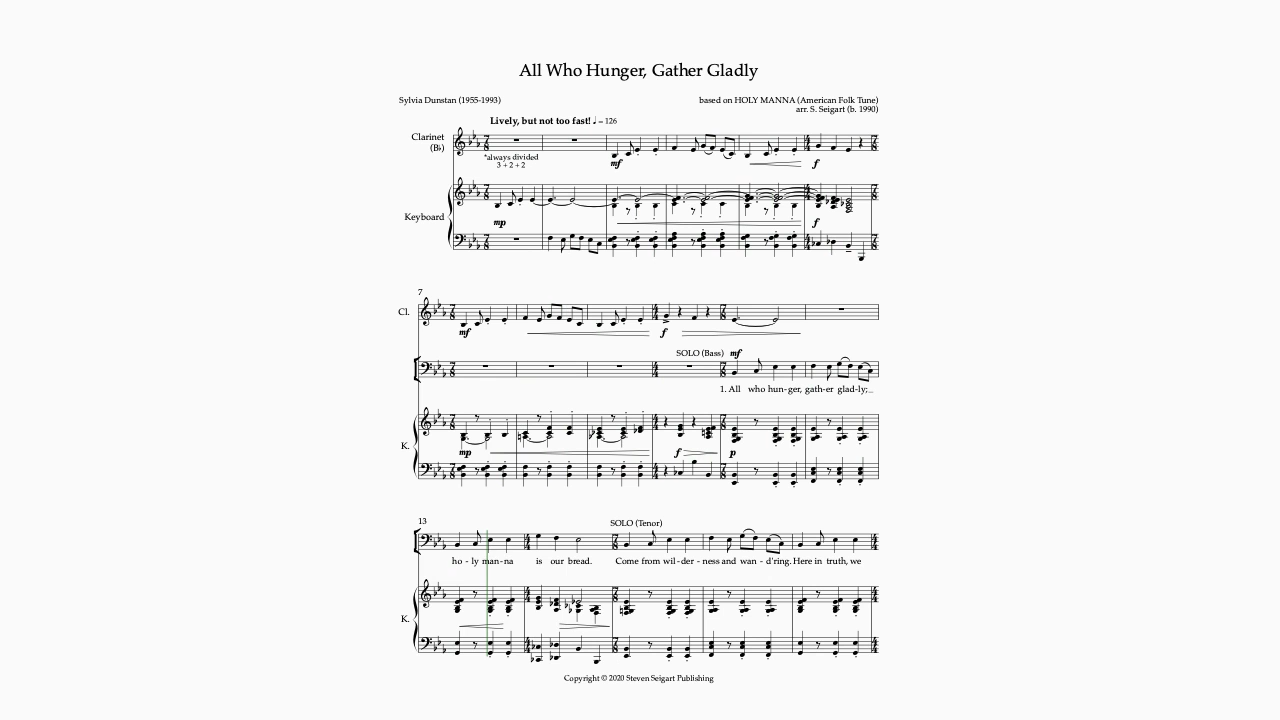 All Who Hunger, Gather Gladly
Sylvia Dunstan (1955-1993)
based on HOLY MANNA (American Folk Tune)
arr. S. Seigart (b. 1990)
Lively, but not too fast! ♩ = 126
Clarinet
(B♭)
*always divided
3 + 2 + 2
mf
f
Keyboard
mp
f
7
Cl.
mf
f
SOLO (Bass)
mf
1. All who hun-ger, gath-er glad-ly;
K.
mp
f
p
13
SOLO (Tenor)
ho - ly man-na is our bread. Come from wil-der - ness and wan - d'ring. Here in truth, we
K.
Copyright © 2020 Steven Seigart Publishing